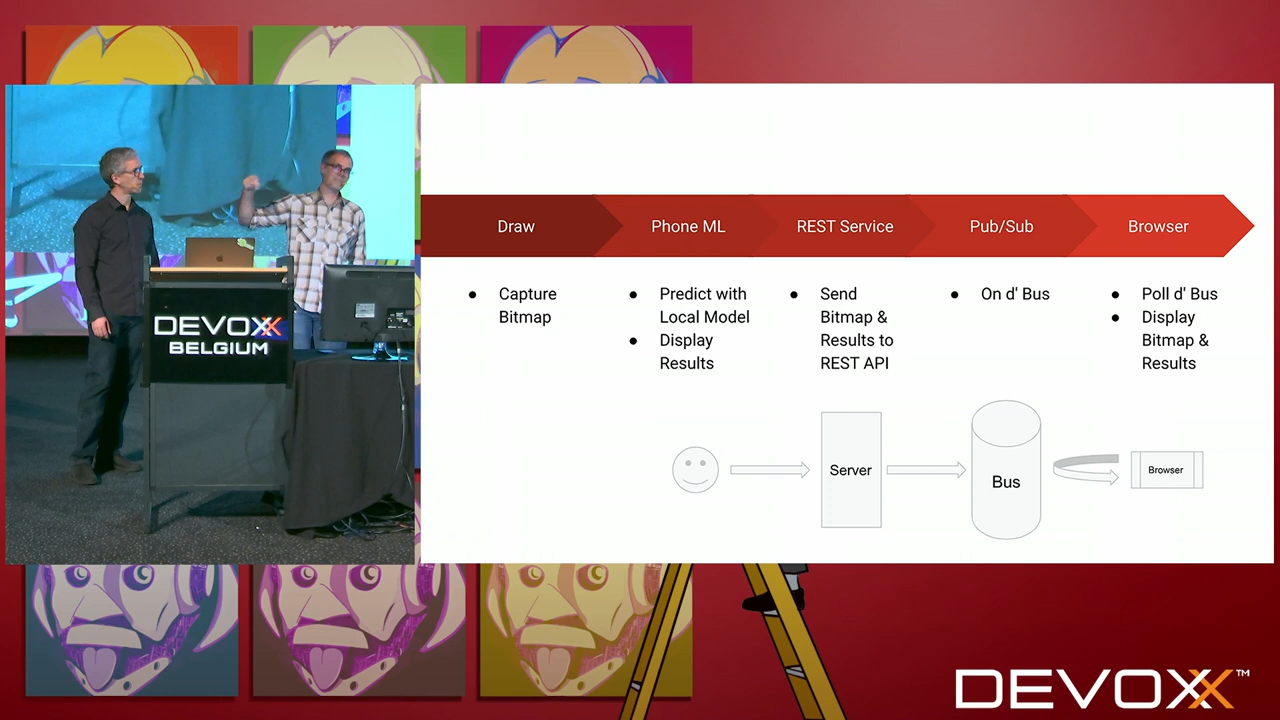 Draw
Phone ML
REST Service
Pub/Sub
Browser
● Capture
Bitmap
● Predict with
Local Model
● Display
Results
● Send
Bitmap &
Results to
REST API
● On d' Bus
● Poll d' Bus
● Display
Bitmap &
Results
Server
Bus
Browser
DEVOXX
BELGIUM
DEVOXX™